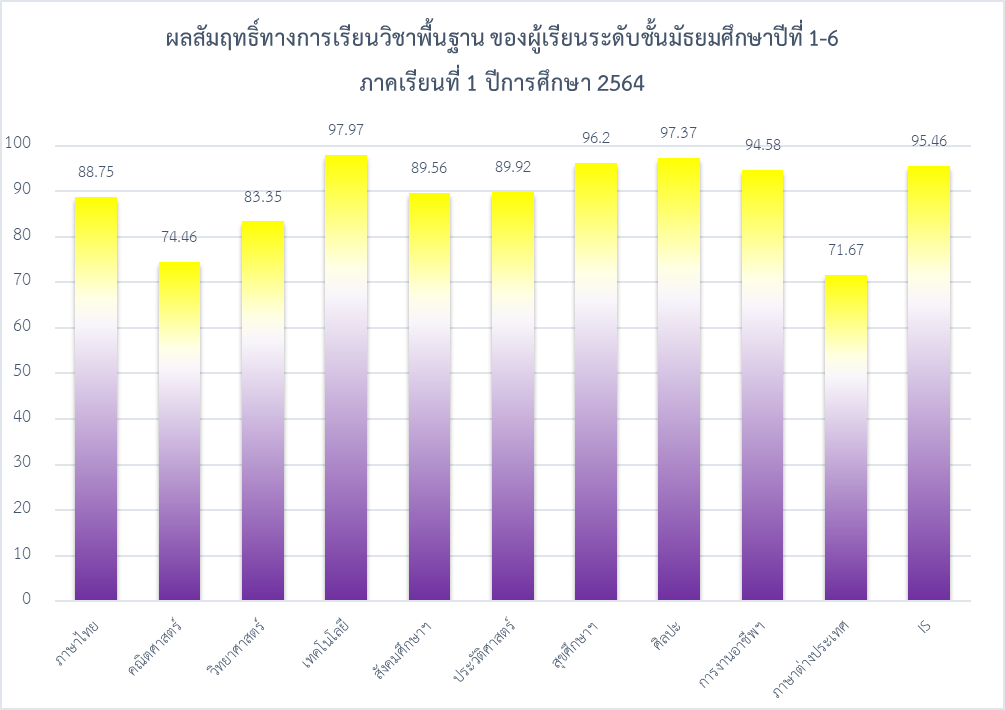 ผลสัมฤทธิ์ทางการเรียนวิชาพื้นฐาน ของผู้เรียนระดับชั้นมัธยมศึกษาปีที่ 1-6
ภาคเรียนที่ 1 ปีการศึกษา 2564
100
90
80
70
60
50
40
30
20
10
0
88.75
74.46
83.35
97.97
89.56
89.92
96.2
97.37
94.58
71.67
95.46
ภาษาไทย
คณิตศาสตร์
วิทยาศาสตร์
เทคโนโลยี
สังคมศึกษาฯ
ประวัติศาสตร์
สุขศึกษาฯ
ศิลปะ
การงานอาชีพฯ
ภาษาต่างประเทศ
IS